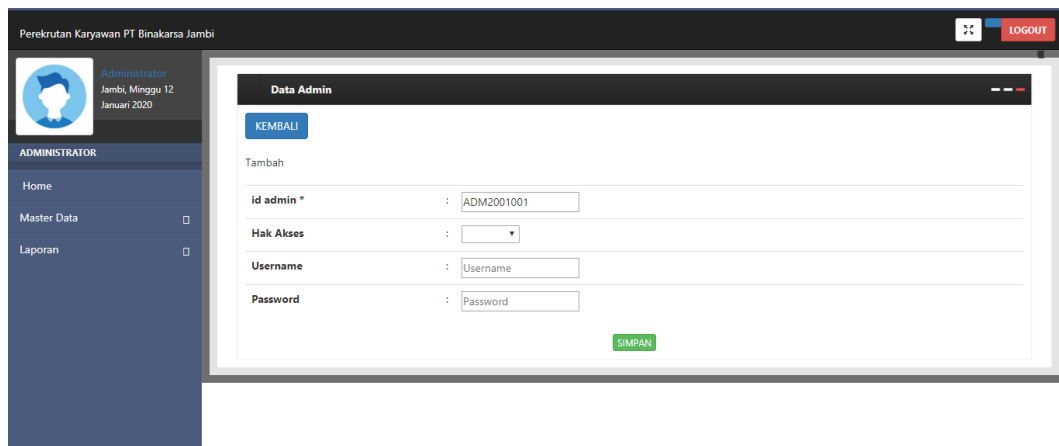 Perekrutan Karyawan PT Binakarsa Jambi
LOGOUT
Administrator
Jambi, Minggu 12
Januari 2020
ADMINISTRATOR
Home
Master Data
Laporan
Data Admin
KEMBALI
Tambah
id admin * : ADM2001001
Hak Akses :
Username : Username
Password : Password
SIMPAN